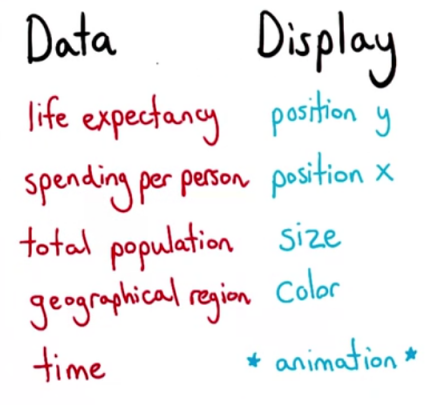 Data Display
life expectancy position y
spending per person position x
total population size
geographical region color
time * animation *